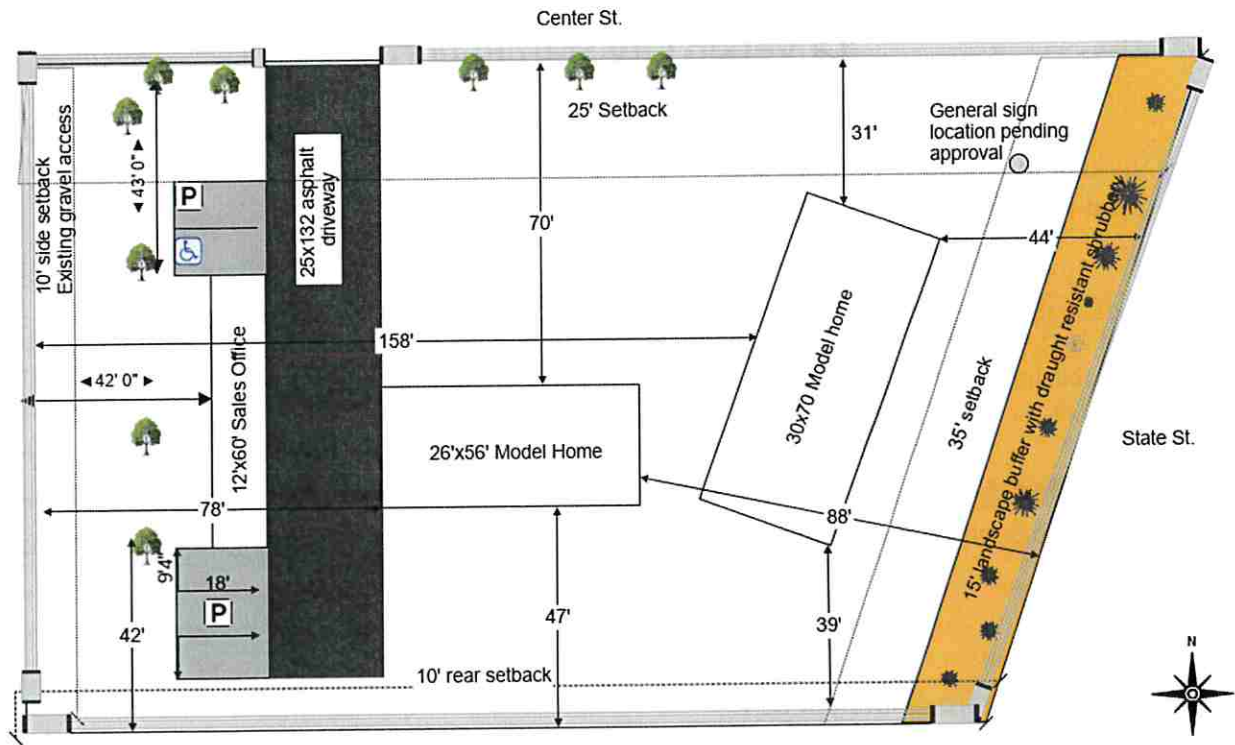 Center St.
25' Setback
31'
General sign
location pending
approval
10' side setback
Existing gravel access
◄ 43' 0" ►
P
25x132 asphalt
driveway
70'
44'
158'
◄ 42' 0" ►
12'x60' Sales Office
26'x56' Model Home
30x70 Model home
35' setback
15' landscape buffer with draught resistant shrubbery
State St.
78'
88'
9'4"
18'
P
42'
47'
39'
10' rear setback
N